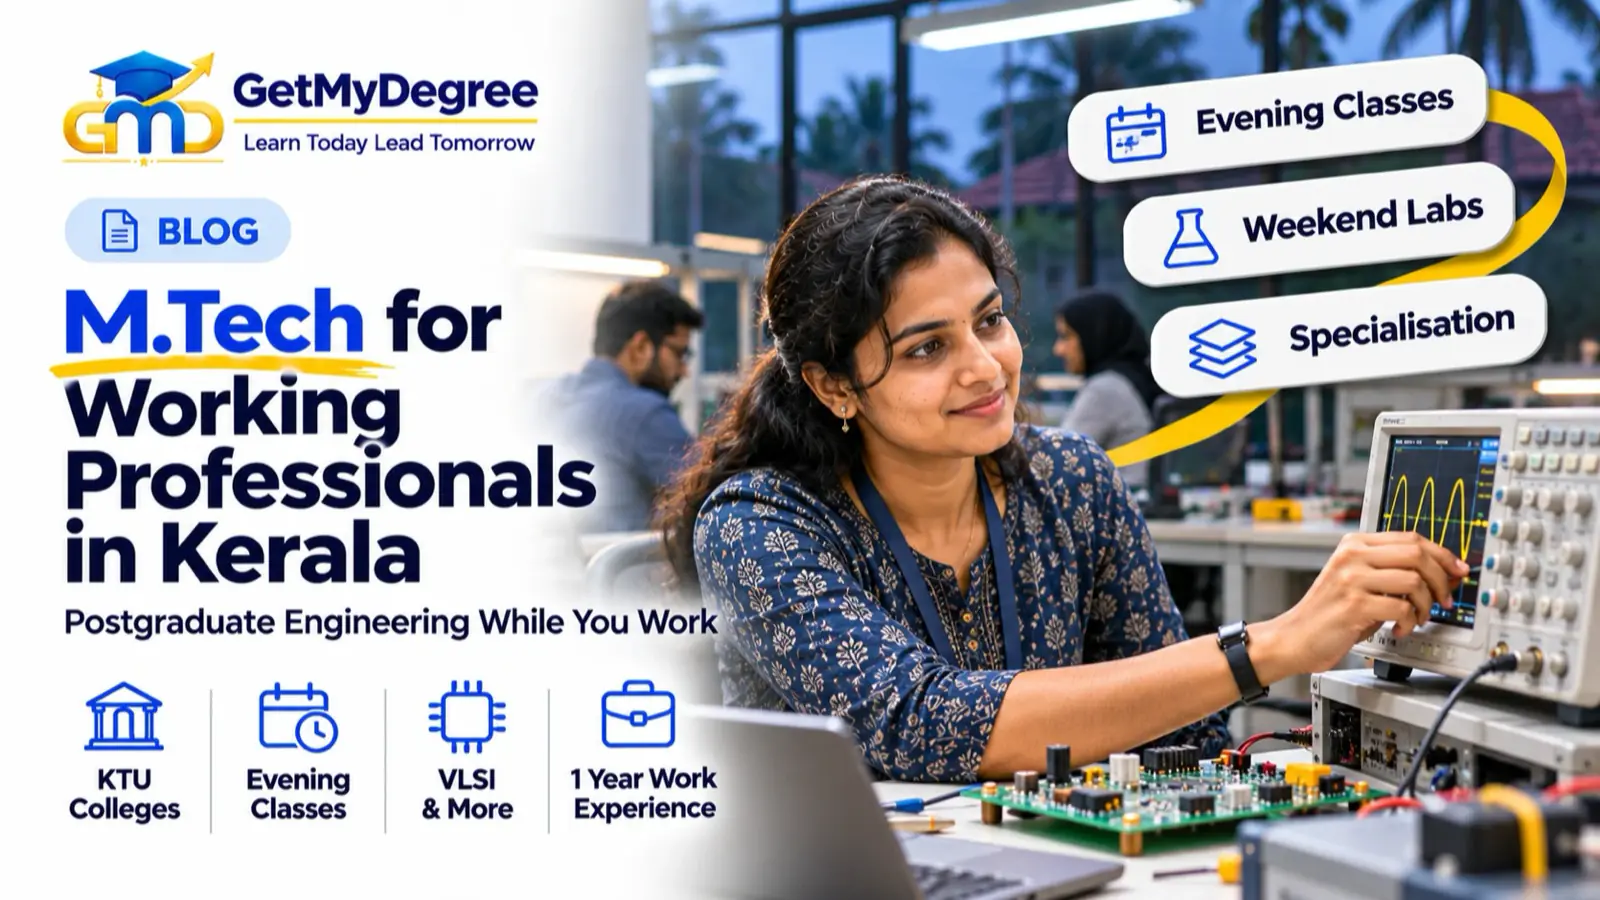 GMD
GetMyDegree
Learn Today Lead Tomorrow
BLOG
M.Tech for
Working
Professionals
in Kerala
Postgraduate Engineering While You Work
KTU
Colleges
Evening
Classes
VLSI
& More
1 Year Work
Experience
Evening Classes
Weekend Labs
Specialisation